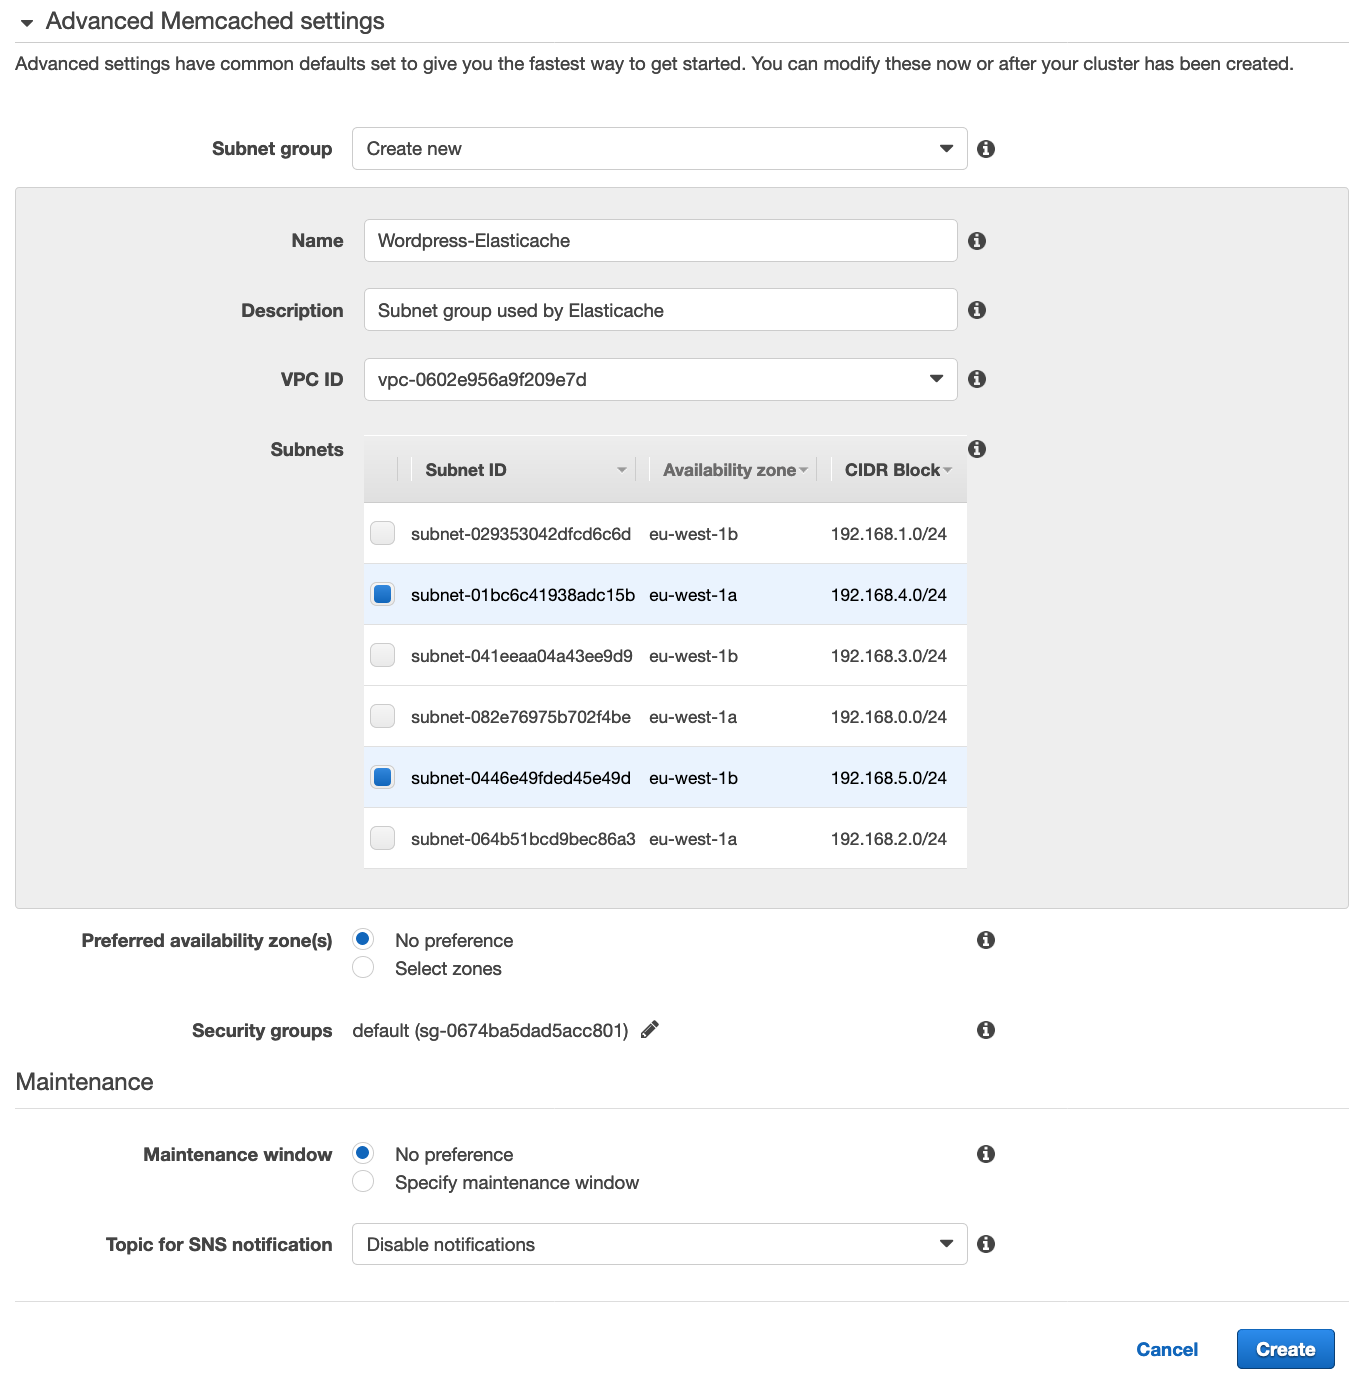 Advanced Memcached settings
Advanced settings have common defaults set to give you the fastest way to get started. You can modify these now or after your cluster has been created.
Subnet group Create new
Name Wordpress-Elasticache
Description Subnet group used by Elasticache
VPC ID vpc-0602e956a9f209e7d
Subnets
Subnet ID Availability zone CIDR Block
subnet-029353042dfcd6c6d eu-west-1b 192.168.1.0/24
subnet-01bc6c41938adc15b eu-west-1a 192.168.4.0/24
subnet-041eeaa04a43ee9d9 eu-west-1b 192.168.3.0/24
subnet-082e76975b702f4be eu-west-1a 192.168.0.0/24
subnet-0446e49fded45e49d eu-west-1b 192.168.5.0/24
subnet-064b51bcd9bec86a3 eu-west-1a 192.168.2.0/24
Preferred availability zone(s) No preference
Select zones
Security groups default (sg-0674ba5dad5acc801)
Maintenance
Maintenance window No preference
Specify maintenance window
Topic for SNS notification Disable notifications
Cancel Create